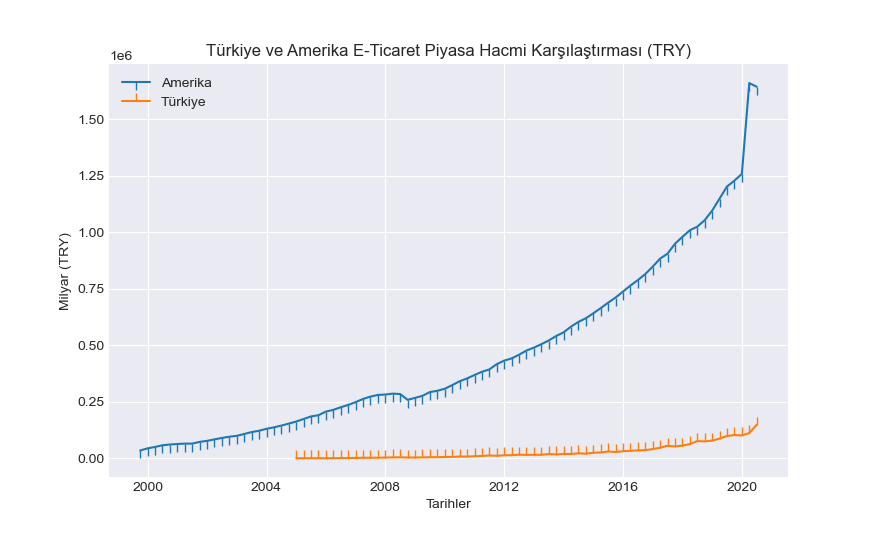 Türkiye ve Amerika E-Ticaret Piyasa Hacmi Karşılaştırması (TRY)
1e6
Amerika
Türkiye
1.50
1.25
1.00
0.75
0.50
0.25
0.00
Milyar (TRY)
2000 2004 2008 2012 2016 2020
Tarihler